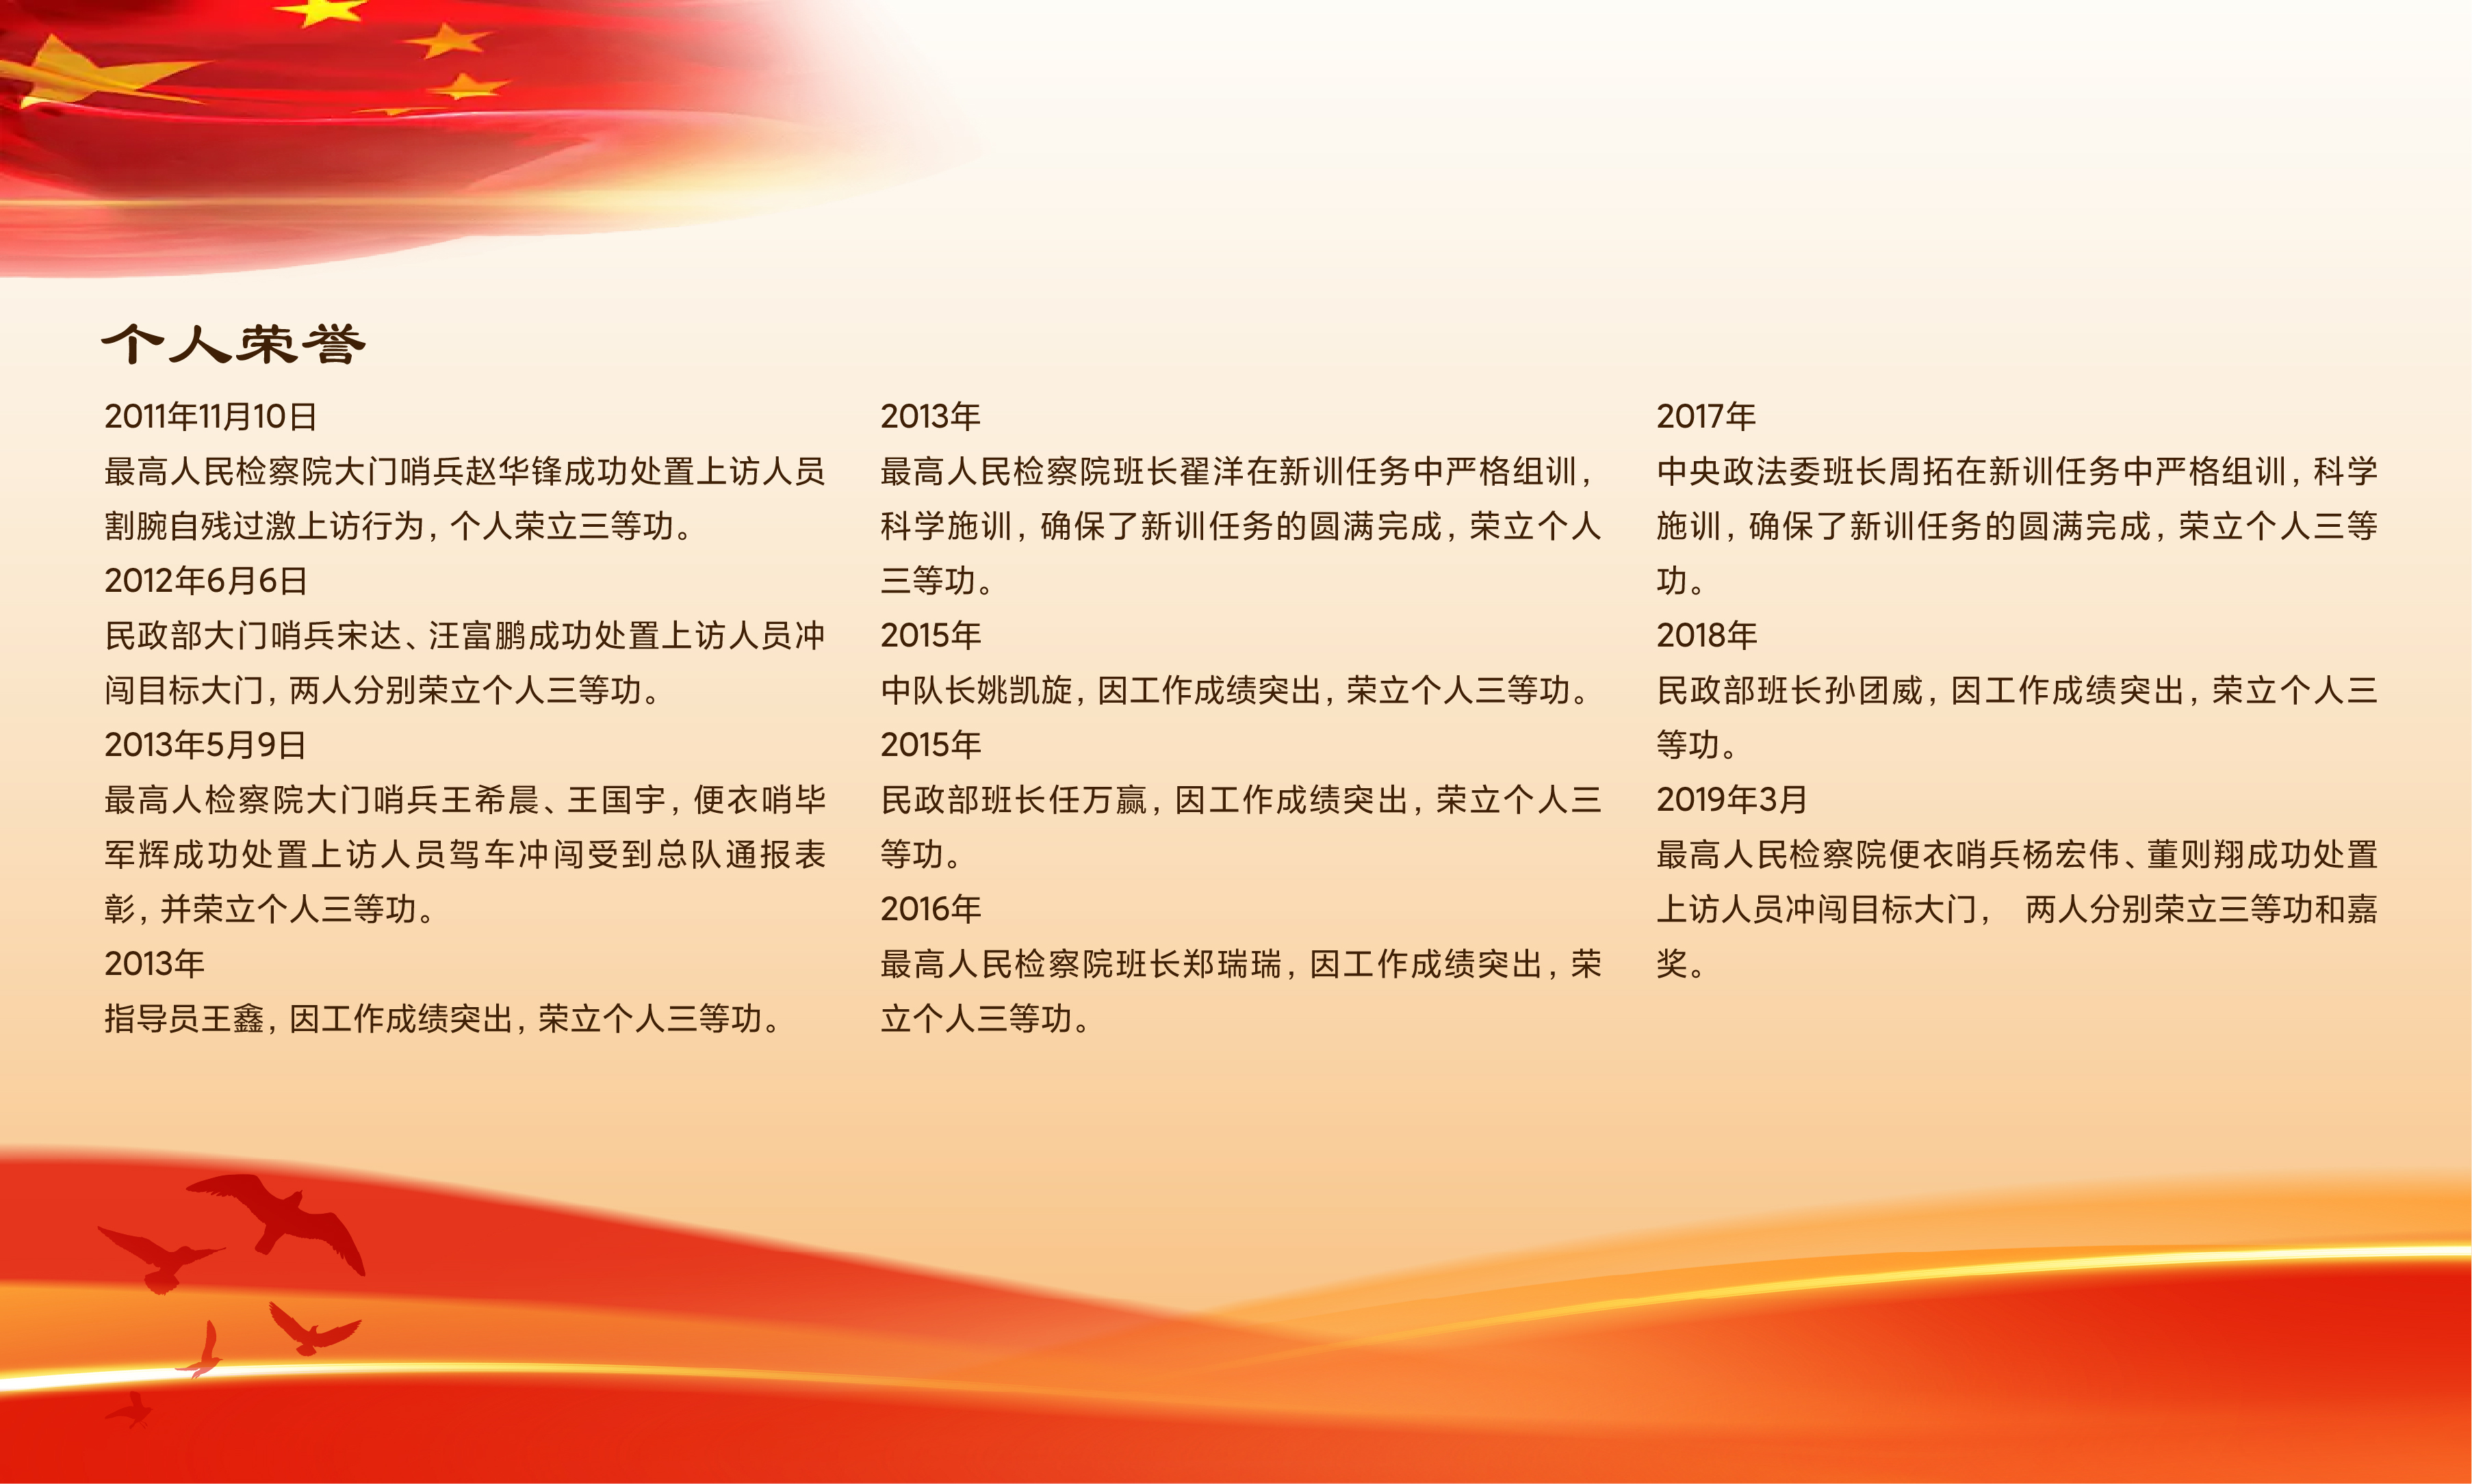 个人荣誉
2011年11月10日
最高人民检察院大门哨兵赵华锋成功处置上访人员
割腕自残过激上访行为，个人荣立三等功。
2012年6月6日
民政部大门哨兵宋达、汪富鹏成功处置上访人员冲
闯目标大门，两人分别荣立个人三等功。
2013年5月9日
最高人检察院大门哨兵王希晨、王国宇，便衣哨毕
军辉成功处置上访人员驾车冲闯受到总队通报表
彰，并荣立个人三等功。
2013年
指导员王鑫，因工作成绩突出，荣立个人三等功。
2013年
最高人民检察院班长翟洋在新训任务中严格组训，
科学施训，确保了新训任务的圆满完成，荣立个人
三等功。
2015年
中队长姚凯旋，因工作成绩突出，荣立个人三等功。
2015年
民政部班长任万赢，因工作成绩突出，荣立个人三
等功。
2016年
最高人民检察院班长郑瑞瑞，因工作成绩突出，荣
立个人三等功。
2017年
中央政法委班长周拓在新训任务中严格组训，科学
施训，确保了新训任务的圆满完成，荣立个人三等
功。
2018年
民政部班长孙团威，因工作成绩突出，荣立个人三
等功。
2019年3月
最高人民检察院便衣哨兵杨宏伟、董则翔成功处置
上访人员冲闯目标大门， 两人分别荣立三等功和嘉
奖。